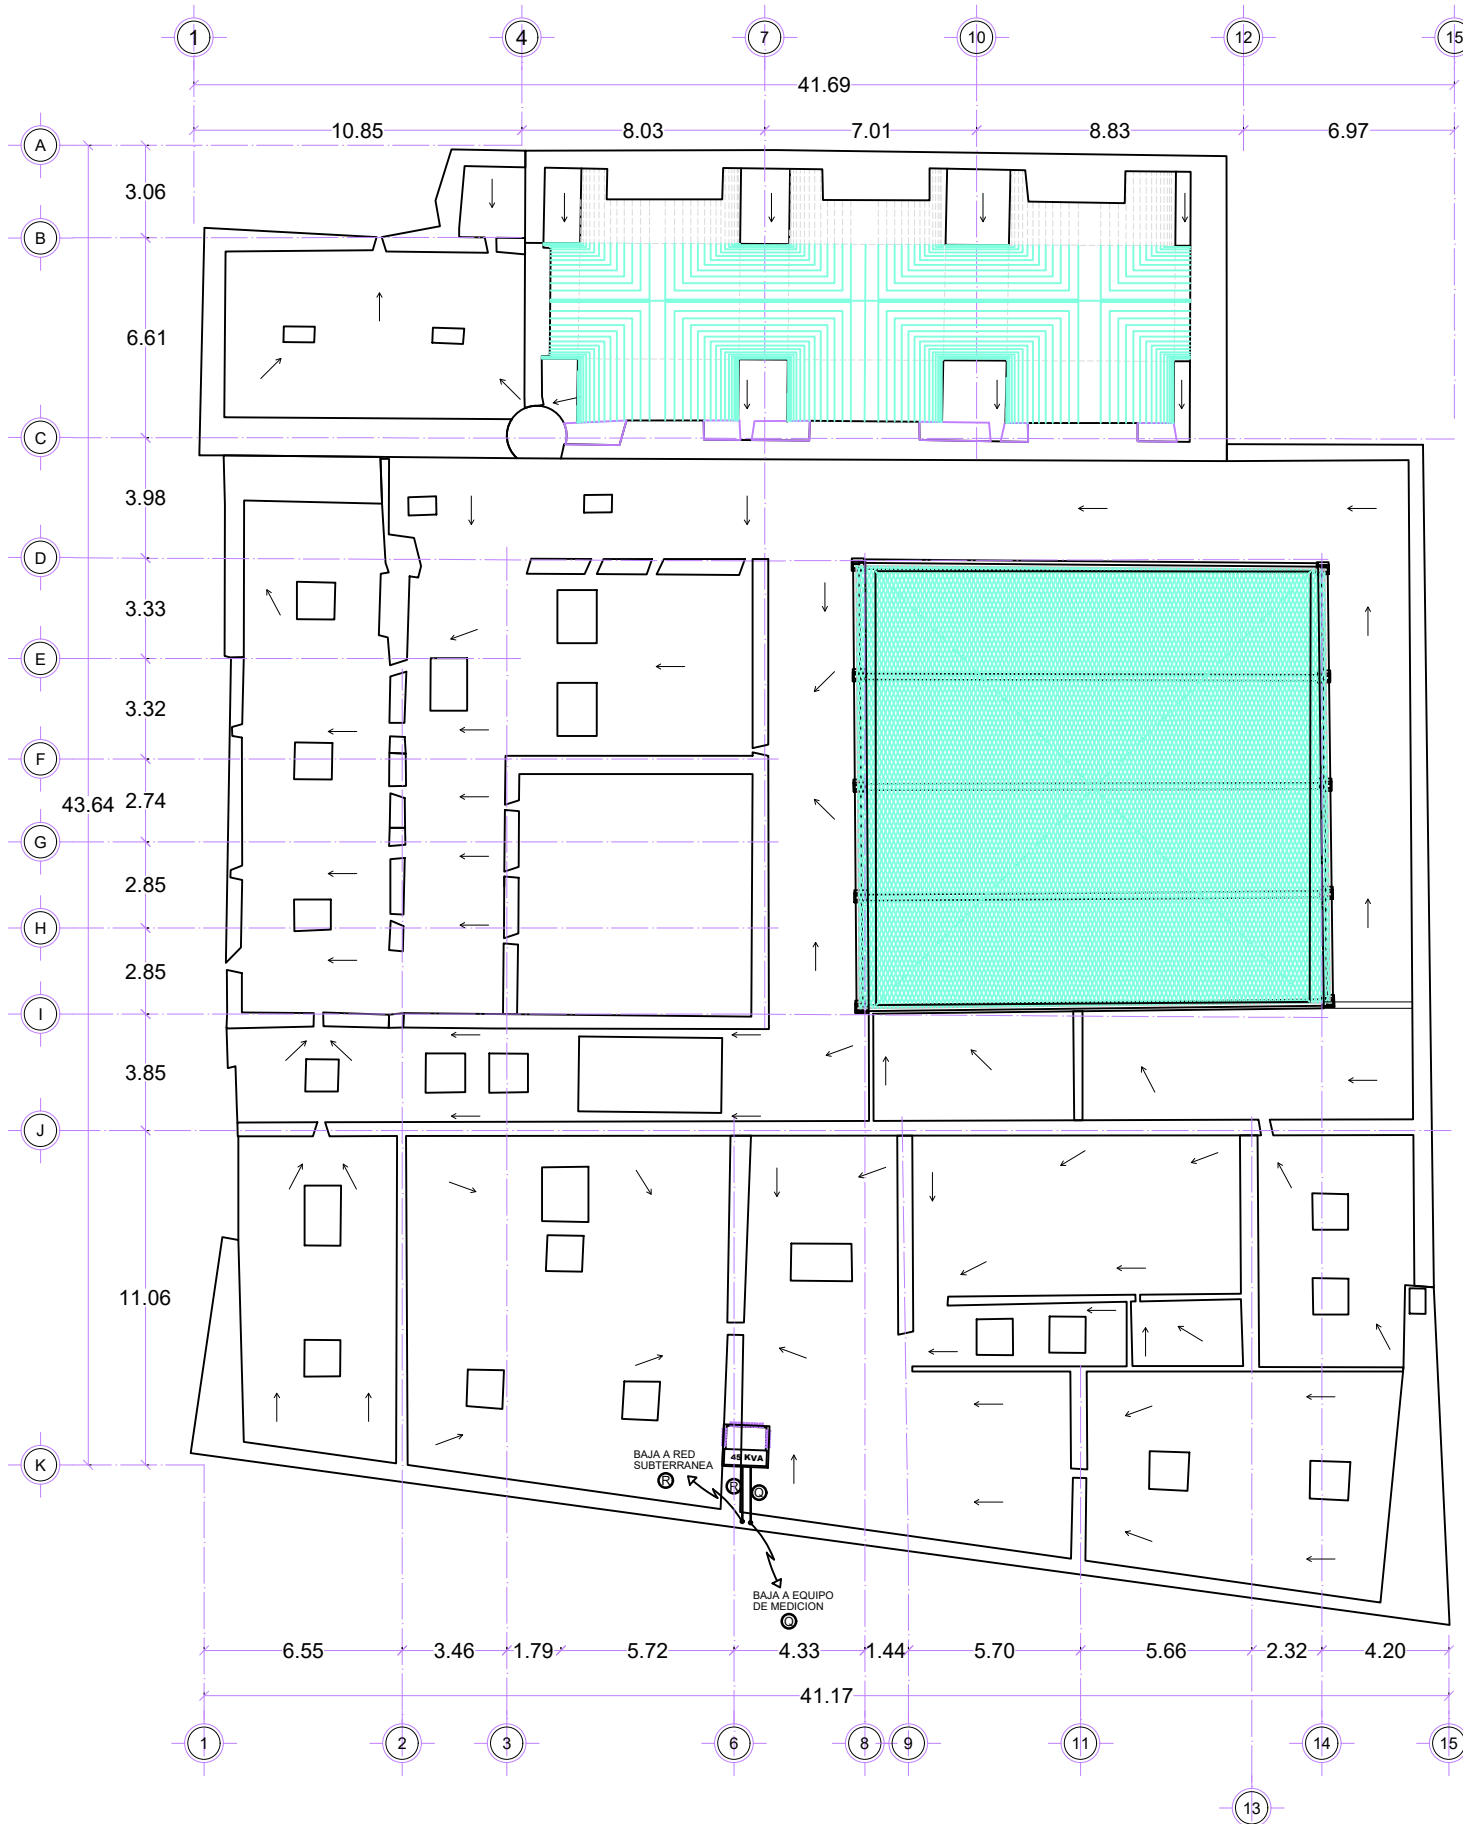 1 4 7 10 12 15
41.69
10.85 8.03 7.01 8.83 6.97
A
3.06
B
6.61
C
3.98
D
3.33
E
3.32
F
43.64 2.74
G
2.85
H
2.85
I
3.85
J
11.06
K
BAJA A RED
SUBTERRANEA
R
45 KVA
R Q
BAJA A EQUIPO
DE MEDICION
Q
6.55 3.46 1.79 5.72 4.33 1.44 5.70 5.66 2.32 4.20
41.17
1 2 3 6 8 9 11 14 15
13